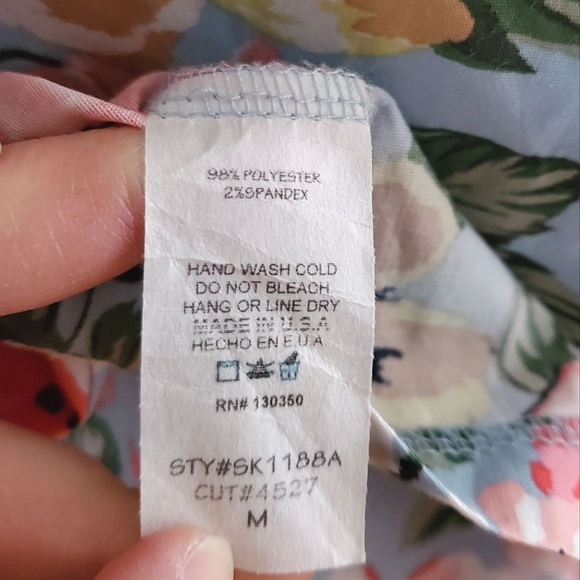 98% POLYESTER
2%SPANDEX
HAND WASH COLD
DO NOT BLEACH
HANG OR LINE DRY
MADE IN U.S.A
HECHO EN E.U.A
RN# 130350
STY#SK1188A
CUT#4527
M